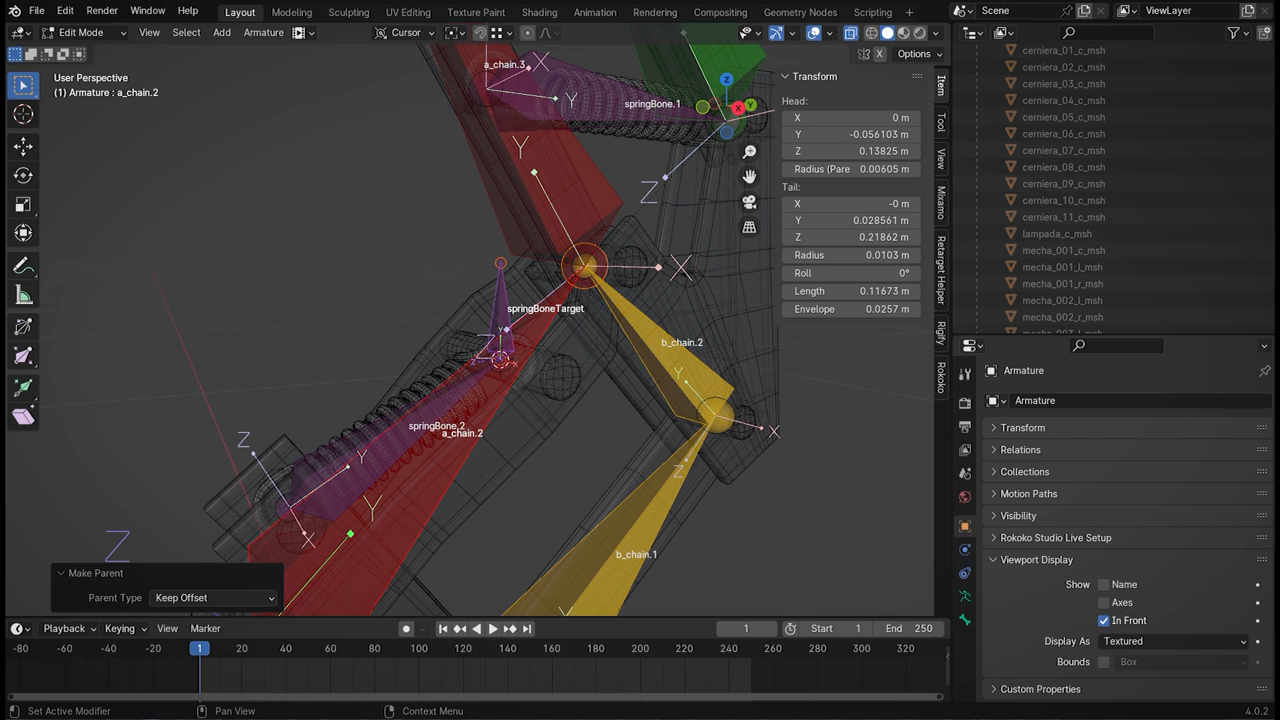 File Edit Render Window Help Layout Modeling Sculpting UV Editing Texture Paint Shading Animation Rendering Compositing Geometry Nodes Scripting + Scene ViewLayer
Edit Mode View Select Add Armature Cursor
X Options
User Perspective
(1) Armature : a_chain.2
a_chain.3
X
Y
springBone.1
Z
X
Y
Y
Z
X
springBoneTarget
Y
Z
Z
X
b_chain.2
Y
springBone.2
a_chain.2
X
Z
Y
Z
Y
X
b_chain.1
Z
Y
Transform
Head:
X 0 m
Y -0.056103 m
Z 0.13825 m
Radius (Pare 0.00605 m
Tail:
X -0 m
Y 0.028561 m
Z 0.21862 m
Radius 0.0103 m
Roll 0°
Length 0.11673 m
Envelope 0.0257 m
Item
Tool
View
Mixamo
Retarget Helper
Rigify
Rokoko
Make Parent
Parent Type Keep Offset
cerniera_01_c_msh
cerniera_02_c_msh
cerniera_03_c_msh
cerniera_04_c_msh
cerniera_05_c_msh
cerniera_06_c_msh
cerniera_07_c_msh
cerniera_08_c_msh
cerniera_09_c_msh
cerniera_10_c_msh
cerniera_11_c_msh
lampada_c_msh
mecha_001_c_msh
mecha_001_l_msh
mecha_001_r_msh
mecha_002_l_msh
mecha_002_r_msh
Armature
Armature
Transform
Relations
Collections
Motion Paths
Visibility
Rokoko Studio Live Setup
Viewport Display
Show Name
Axes
In Front
Display As Textured
Bounds Box
Custom Properties
Playback Keying View Marker 1 Start 1 End 250
-80 -60 -40 -20 1 20 40 60 80 100 120 140 160 180 200 220 240 260 280 300 320
Set Active Modifier Pan View Context Menu 4.0.2